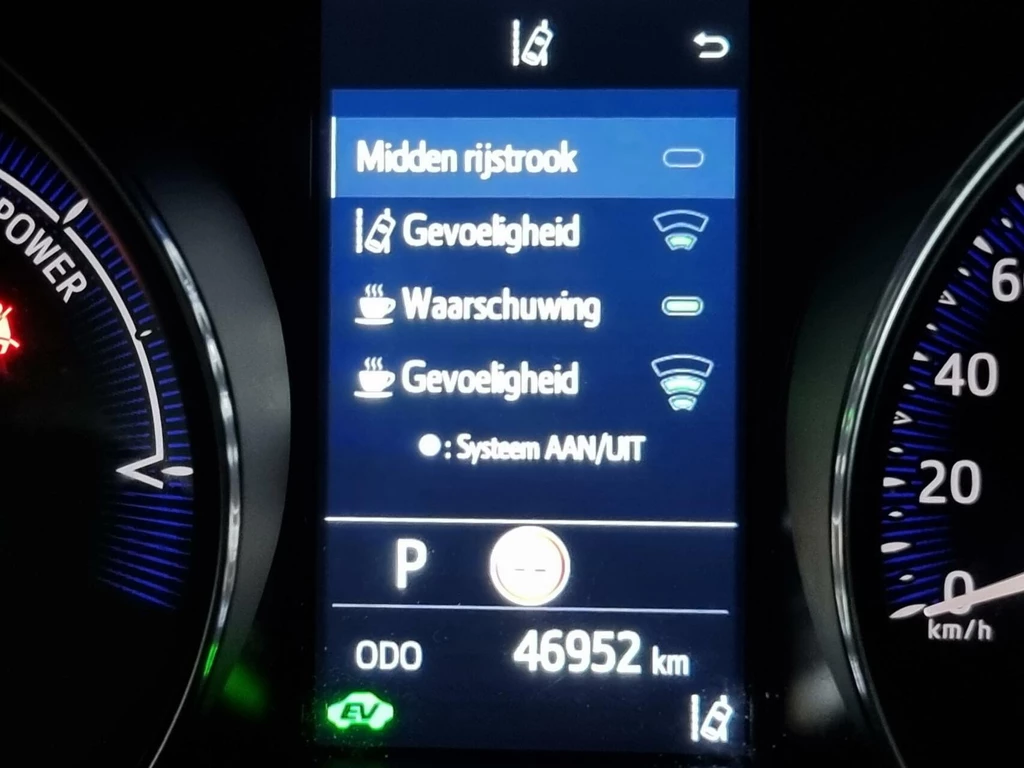 Midden rijstrook
Gevoeligheid
Waarschuwing
Gevoeligheid
: Systeem AAN/UIT
P
--
ODO 46952 km
EV
POWER
60
40
20
0
km/h